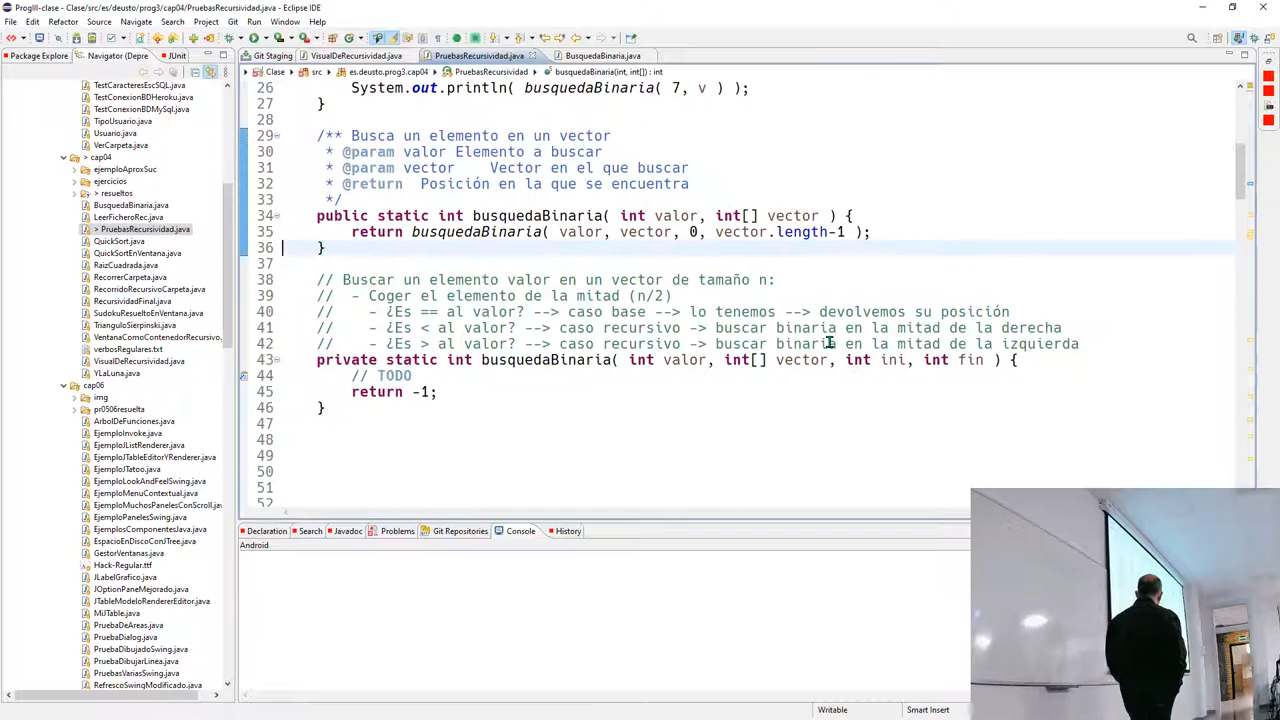 ProgIII-clase - Clase/src/es/deusto/prog3/cap04/PruebasRecursividad.java - Eclipse IDE
File Edit Refactor Source Navigate Search Project Git Run Window Help
Package Explore
Navigator (Depre
JUnit
Git Staging
VisualDeRecursividad.java
PruebasRecursividad.java
BusquedaBinaria.java
Clase src es.deusto.prog3.cap04 PruebasRecursividad busquedaBinaria(int, int[]) : int
TestCaracteresEscSQL.java
TestConexionBDHeroku.java
TestConexionBDMySql.java
TipoUsuario.java
Usuario.java
VerCarpeta.java
> cap04
ejemploAproxSuc
ejercicios
> resueltos
BusquedaBinaria.java
LeerFicheroRec.java
> PruebasRecursividad.java
QuickSort.java
QuickSortEnVentana.java
RaizCuadrada.java
RecorrerCarpeta.java
RecorridoRecursivoCarpeta.java
RecursividadFinal.java
SudokuResueltoEnVentana.java
TrianguloSierpinski.java
VentanaComoContenedorRecursivo.
verbosRegulares.txt
YLaLuna.java
cap06
img
pr0506resuelta
ArbolDeFunciones.java
EjemploInvoke.java
EjemploJListRenderer.java
EjemploJTableEditorYRenderer.java
EjemploJTatoo.java
EjemploLookAndFeelSwing.java
EjemploMenuContextual.java
EjemploMuchosPanelesConScroll.java
EjemploPanelesSwing.java
EjemplosComponentesJava.java
EspacioEnDiscoConJTree.java
GestorVentanas.java
Hack-Regular.ttf
JLabelGrafico.java
JOptionPaneMejorado.java
JTableModeloRendererEditor.java
MiJTable.java
PruebaDeAreas.java
PruebaDialog.java
PruebaDibujadoSwing.java
PruebaDibujarLinea.java
PruebasVariasSwing.java
RefrescoSwingModificado.java
26 System.out.println( busquedaBinaria( 7, v ) );
27 }
28
29 /** Busca un elemento en un vector
30 * @param valor Elemento a buscar
31 * @param vector Vector en el que buscar
32 * @return Posición en la que se encuentra
33 */
34 public static int busquedaBinaria( int valor, int[] vector ) {
35 return busquedaBinaria( valor, vector, 0, vector.length-1 );
36 }
37
38 // Buscar un elemento valor en un vector de tamaño n:
39 // - Coger el elemento de la mitad (n/2)
40 // - ¿Es == al valor? --> caso base --> lo tenemos --> devolvemos su posición
41 // - ¿Es < al valor? --> caso recursivo -> buscar binaria en la mitad de la derecha
42 // - ¿Es > al valor? --> caso recursivo -> buscar binaria en la mitad de la izquierda
43 private static int busquedaBinaria( int valor, int[] vector, int ini, int fin ) {
44 // TODO
45 return -1;
46 }
47
48
49
50
51
52
Declaration Search Javadoc Problems Git Repositories Console History
Android
Writable Smart Insert